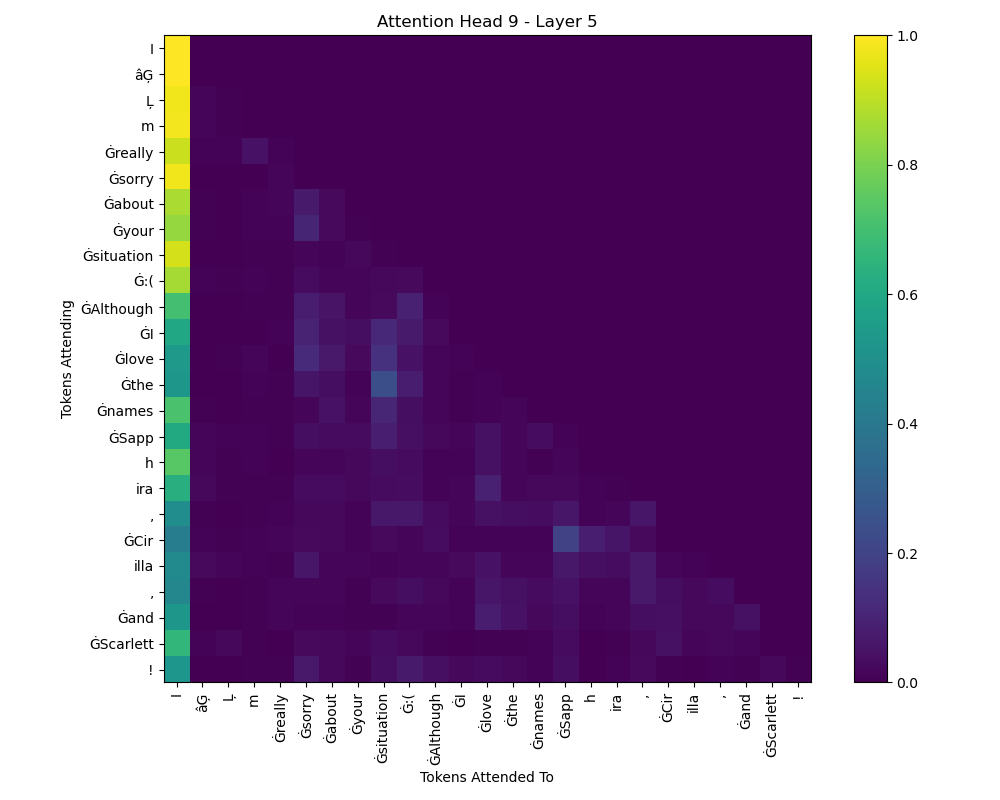 Attention Head 9 - Layer 5
Tokens Attending
I
âĢ
Ļ
m
Ġreally
Ġsorry
Ġabout
Ġyour
Ġsituation
Ġ:(
ĠAlthough
ĠI
Ġlove
Ġthe
Ġnames
ĠSapp
h
ira
,
ĠCir
illa
,
Ġand
ĠScarlett
!
I
âĢ
Ļ
m
Ġreally
Ġsorry
Ġabout
Ġyour
Ġsituation
Ġ:(
ĠAlthough
ĠI
Ġlove
Ġthe
Ġnames
ĠSapp
h
ira
,
ĠCir
illa
,
Ġand
ĠScarlett
!
Tokens Attended To
1.0
0.8
0.6
0.4
0.2
0.0